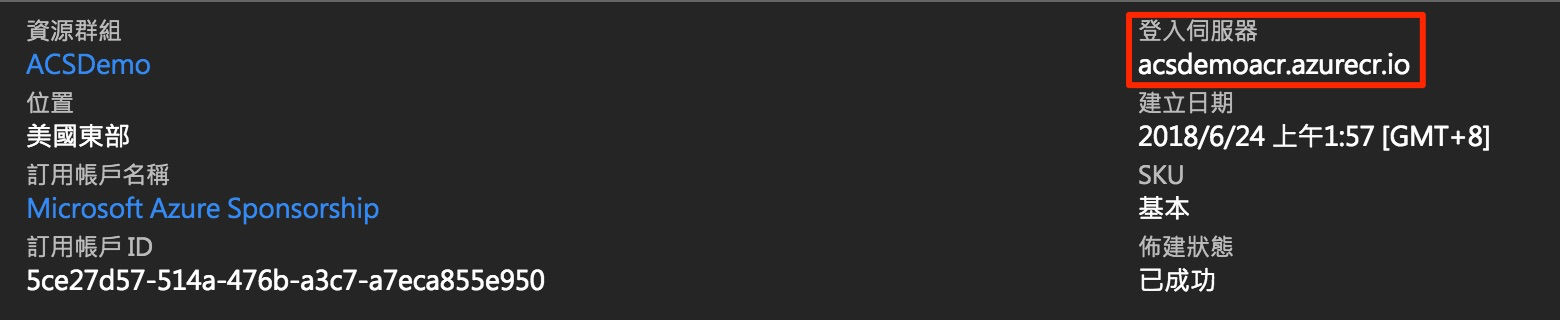 資源群組
ACSDemo
位置
美國東部
訂用帳戶名稱
Microsoft Azure Sponsorship
訂用帳戶 ID
5ce27d57-514a-476b-a3c7-a7eca855e950
登入伺服器
acsdemoacr.azurecr.io
建立日期
2018/6/24 上午1:57 [GMT+8]
SKU
基本
佈建狀態
已成功